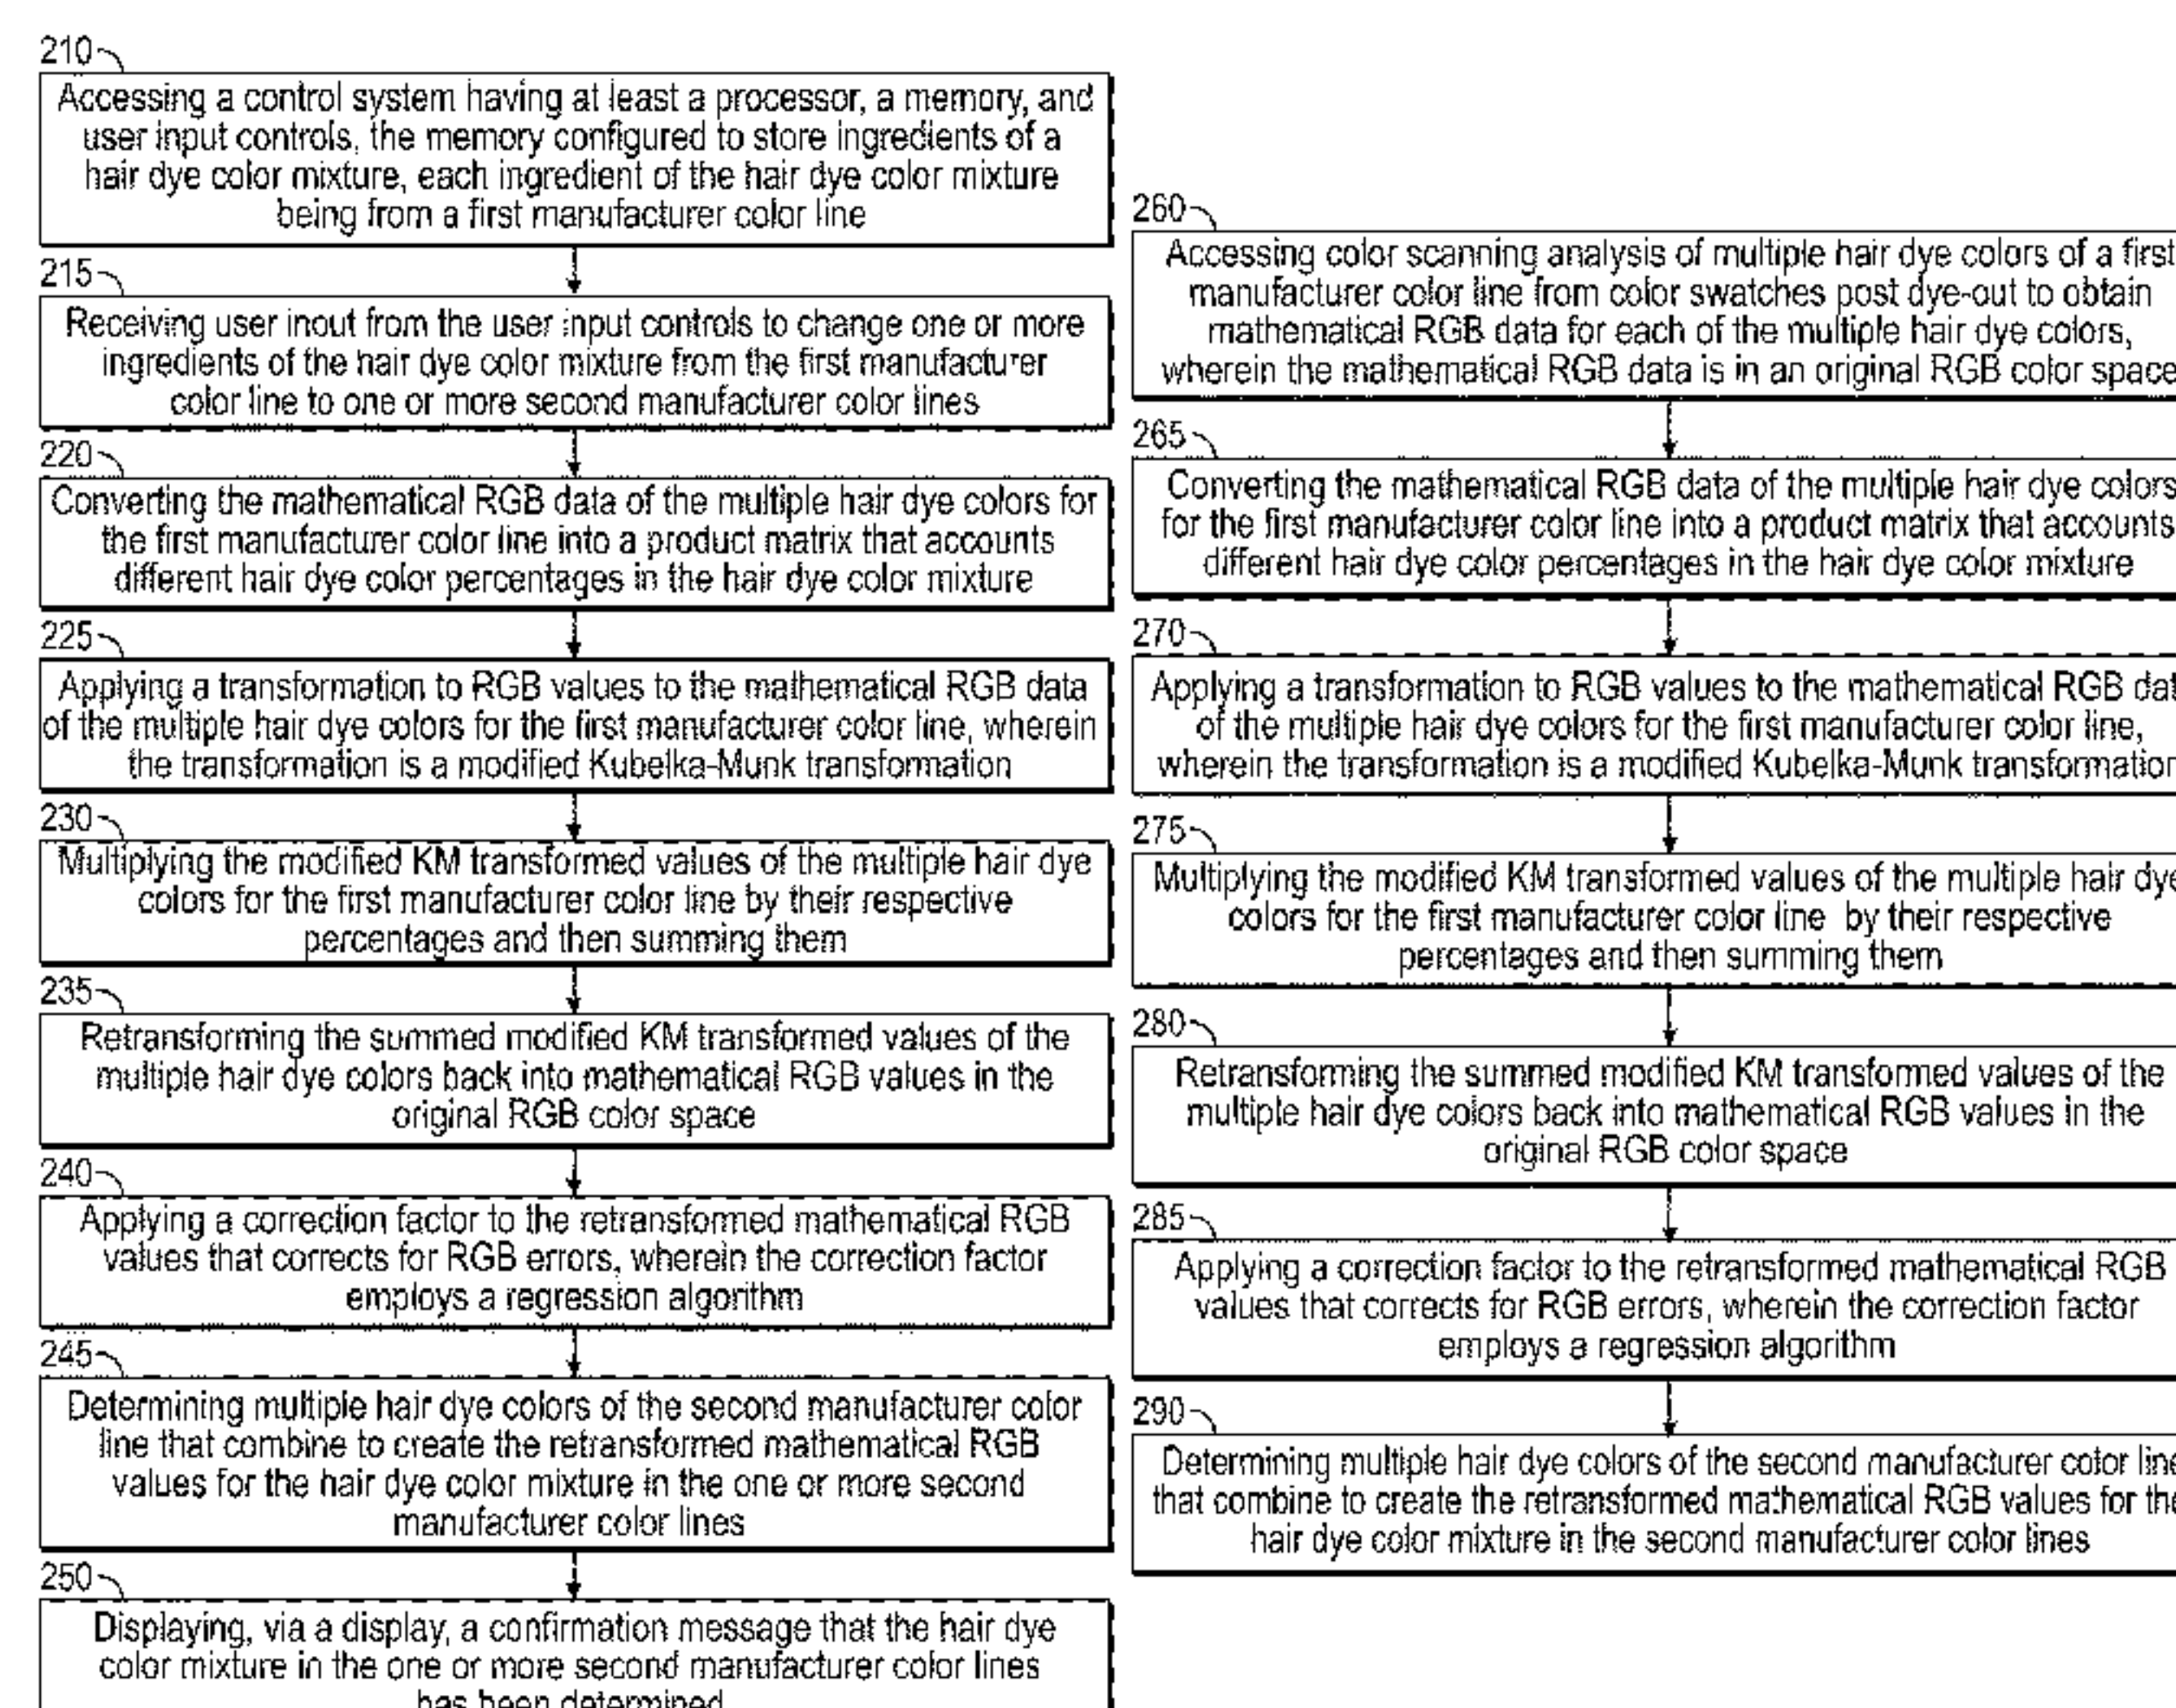 210
Accessing a control system having at least a processor, a memory, and
user input controls, the memory configured to store ingredients of a
hair dye color mixture, each ingredient of the hair dye color mixture
being from a first manufacturer color line
215
Receiving user inout from the user input controls to change one or more
ingredients of the hair dye color mixture from the first manufacturer
color line to one or more second manufacturer color lines
220
Converting the mathematical RGB data of the multiple hair dye colors for
the first manufacturer color line into a product matrix that accounts
different hair dye color percentages in the hair dye color mixture
225
Applying a transformation to RGB values to the mathematical RGB data
of the multiple hair dye colors for the first manufacturer color line, wherein
the transformation is a modified Kubelka-Munk transformation
230
Multiplying the modified KM transformed values of the multiple hair dye
colors for the first manufacturer color line by their respective
percentages and then summing them
235
Retransforming the summed modified KM transformed values of the
multiple hair dye colors back into mathematical RGB values in the
original RGB color space
240
Applying a correction factor to the retransformed mathematical RGB
values that corrects for RGB errors, wherein the correction factor
employs a regression algorithm
245
Determining multiple hair dye colors of the second manufacturer color
line that combine to create the retransformed mathematical RGB
values for the hair dye color mixture in the one or more second
manufacturer color lines
250
Displaying, via a display, a confirmation message that the hair dye
color mixture in the one or more second manufacturer color lines
has been determined
260
Accessing color scanning analysis of multiple hair dye colors of a first
manufacturer color line from color swatches post dye-out to obtain
mathematical RGB data for each of the multiple hair dye colors,
wherein the mathematical RGB data is in an original RGB color space
265
Converting the mathematical RGB data of the multiple hair dye colors
for the first manufacturer color line into a product matrix that accounts
different hair dye color percentages in the hair dye color mixture
270
Applying a transformation to RGB values to the mathematical RGB dat
of the multiple hair dye colors for the first manufacturer color line,
wherein the transformation is a modified Kubelka-Munk transformation
275
Multiplying the modified KM transformed values of the multiple hair dye
colors for the first manufacturer color line by their respective
percentages and then summing them
280
Retransforming the summed modified KM transformed values of the
multiple hair dye colors back into mathematical RGB values in the
original RGB color space
285
Applying a correction factor to the retransformed mathematical RGB
values that corrects for RGB errors, wherein the correction factor
employs a regression algorithm
290
Determining multiple hair dye colors of the second manufacturer color line
that combine to create the retransformed mathematical RGB values for the
hair dye color mixture in the second manufacturer color lines